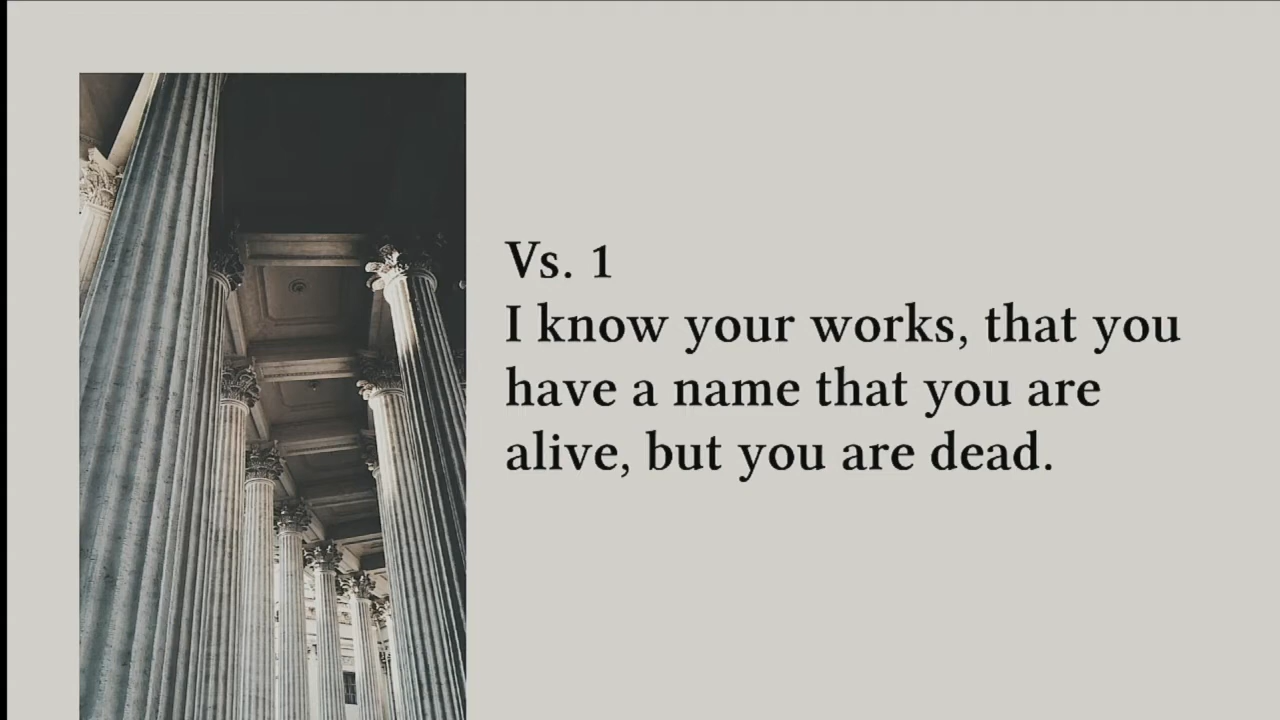 Vs. 1
I know your works, that you
have a name that you are
alive, but you are dead.